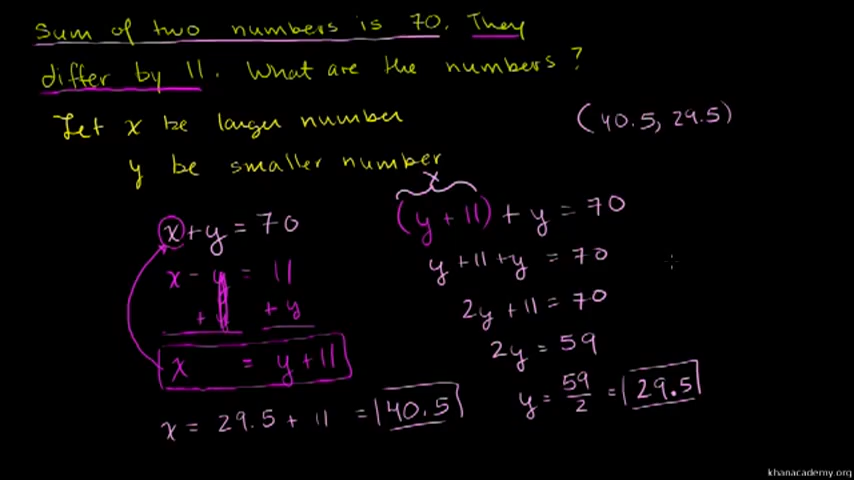 Sum of two numbers is 70. They
differ by 11. What are the numbers?
Let x be larger number
y be smaller number
(40.5, 29.5)
x+y = 70
x - y = 11
+ y + y
x = y+11
x = 29.5 + 11 = 40.5
x
(y + 11) + y = 70
y +11 +y = 70
2y +11 = 70
2y = 59
y = 59/2 = 29.5
khanacademy.org